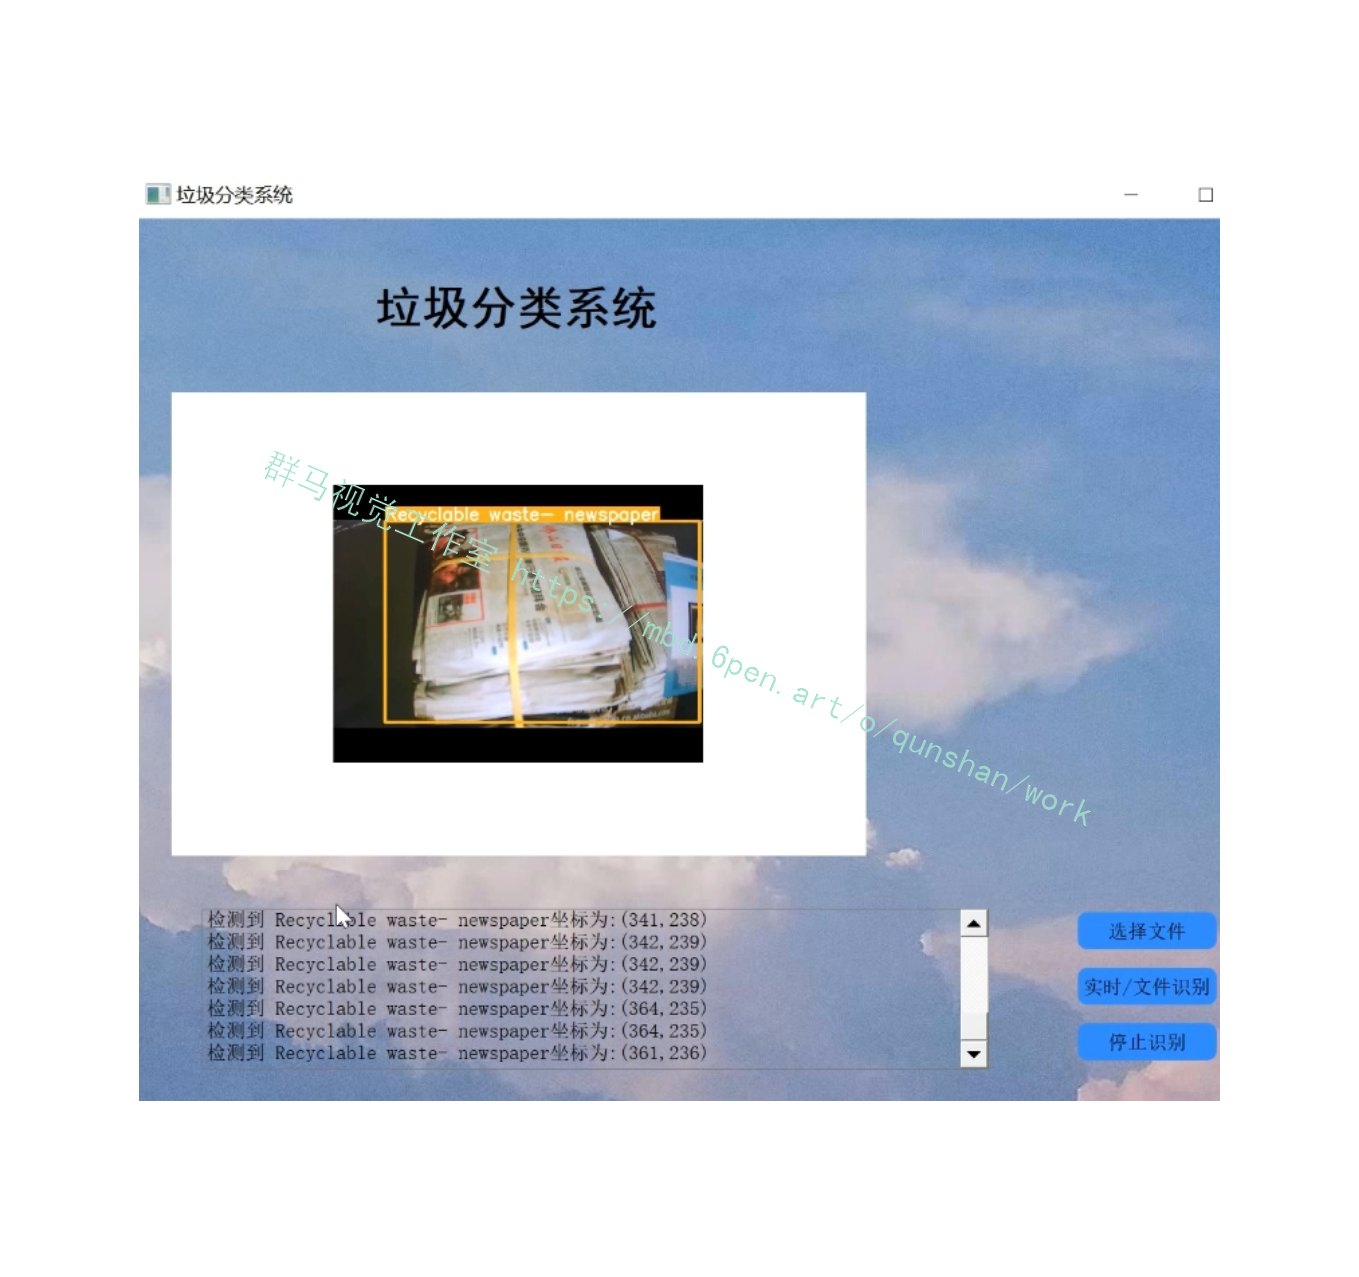 垃圾分类系统
垃圾分类系统
Recyclable waste- newspaper
群马视觉工作室 https://mbd.6pen.art/o/qunshan/work
检测到 Recyclable waste- newspaper坐标为:(341,238)
检测到 Recyclable waste- newspaper坐标为:(342,239)
检测到 Recyclable waste- newspaper坐标为:(342,239)
检测到 Recyclable waste- newspaper坐标为:(342,239)
检测到 Recyclable waste- newspaper坐标为:(364,235)
检测到 Recyclable waste- newspaper坐标为:(364,235)
检测到 Recyclable waste- newspaper坐标为:(361,236)
选择文件
实时/文件识别
停止识别